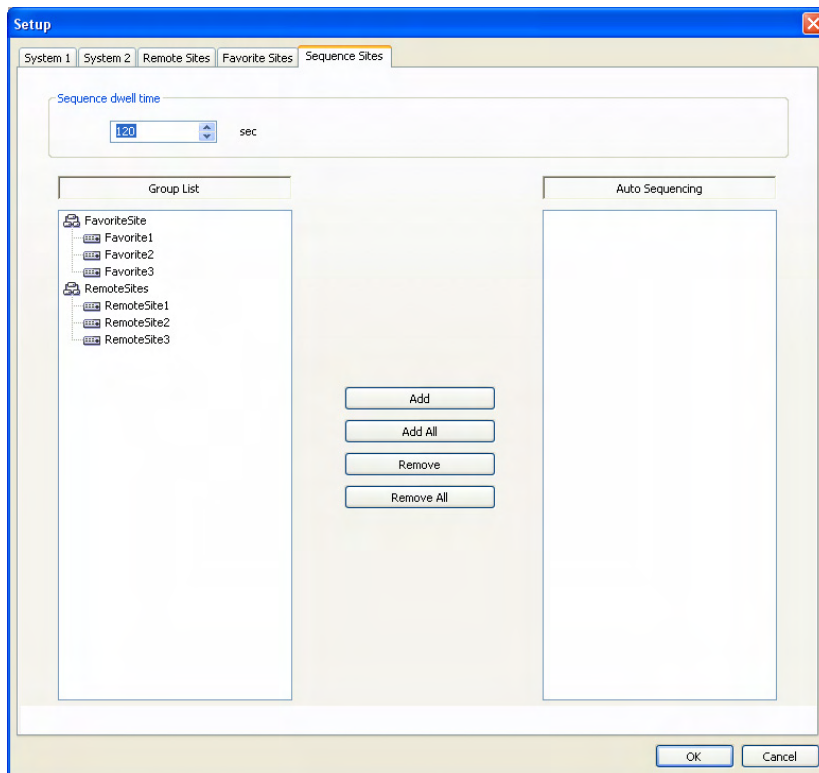 Setup
System 1 System 2 Remote Sites Favorite Sites Sequence Sites
Sequence dwell time
120 sec
Group List Auto Sequencing
FavoriteSite
Favorite1
Favorite2
Favorite3
RemoteSites
RemoteSite1
RemoteSite2
RemoteSite3
Add
Add All
Remove
Remove All
OK Cancel